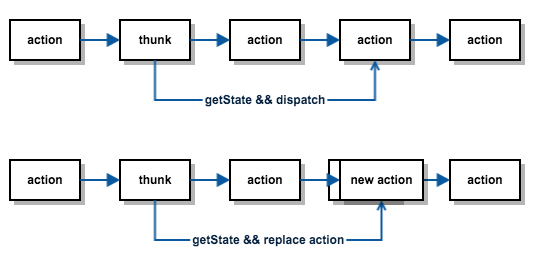 action thunk action action action
getState && dispatch
action thunk action new action action
getState && replace action